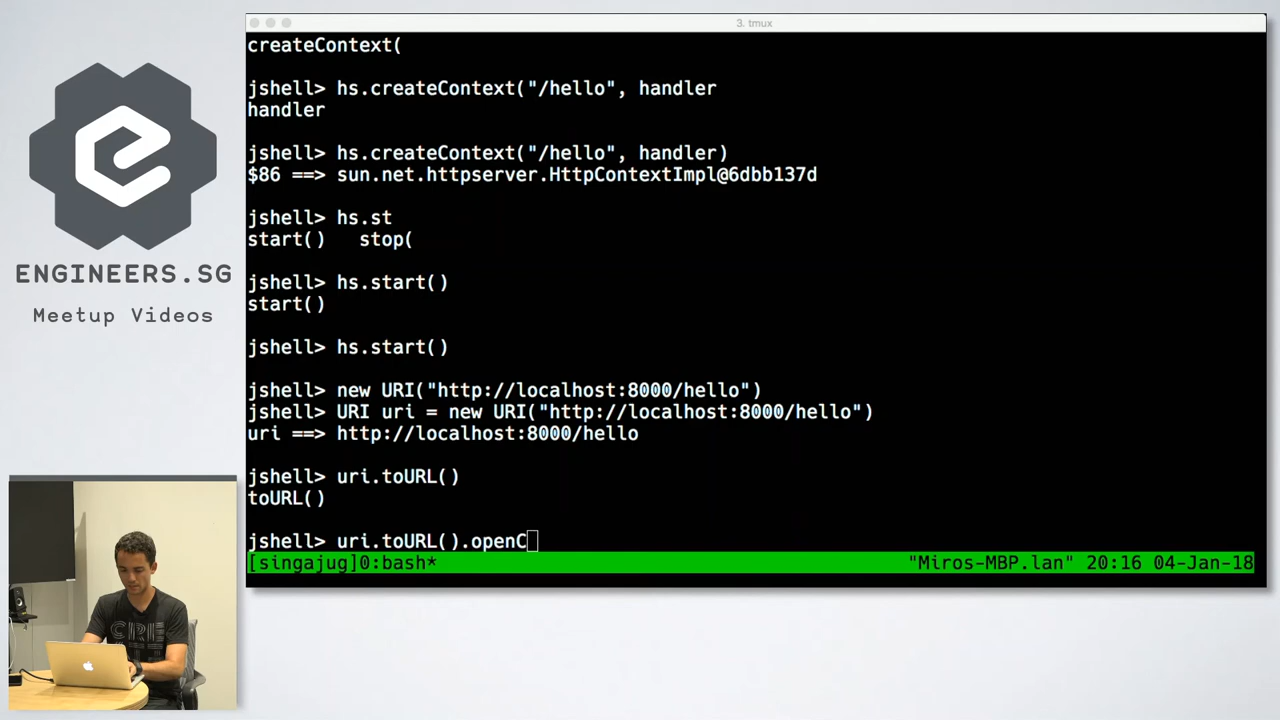 3. tmux
createContext(
jshell> hs.createContext("/hello", handler
handler
jshell> hs.createContext("/hello", handler)
$86 ==> sun.net.httpserver.HttpContextImpl@6dbb137d
jshell> hs.st
start()   stop(
jshell> hs.start()
start()
jshell> hs.start()
jshell> new URI("http://localhost:8000/hello")
jshell> URI uri = new URI("http://localhost:8000/hello")
uri ==> http://localhost:8000/hello
jshell> uri.toURL()
toURL()
jshell> uri.toURL().openC
[singajug]0:bash* "Miros-MBP.lan" 20:16 04-Jan-18
ENGINEERS.SG
Meetup Videos